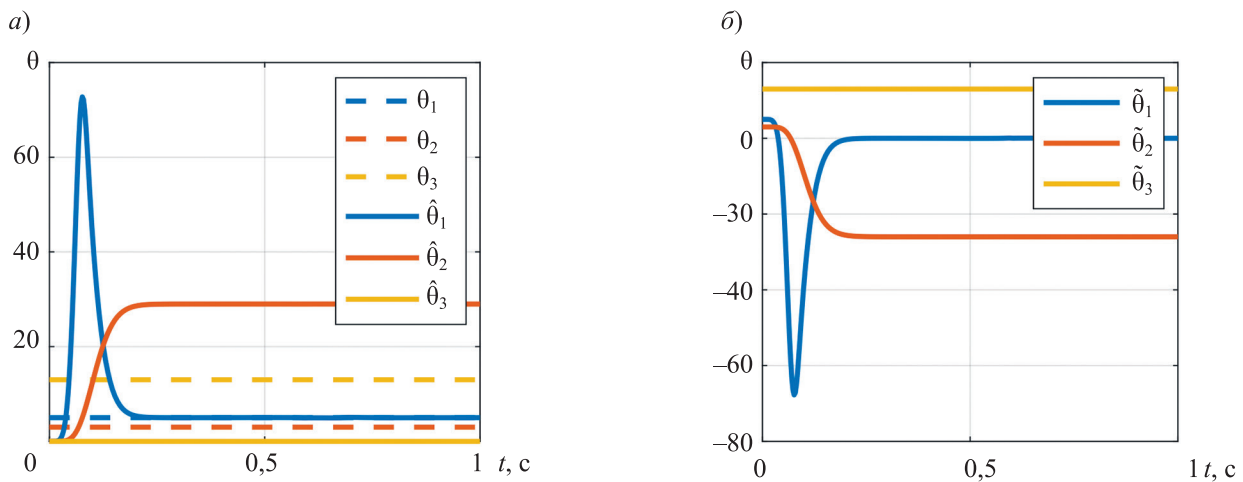 а)
θ
60
40
20
0
0,5
1 t, с
θ₁
θ₂
θ₃
θ̂₁
θ̂₂
θ̂₃
б)
θ
0
–30
–40
–60
–80
0
0,5
1 t, с
θ̃₁
θ̃₂
θ̃₃